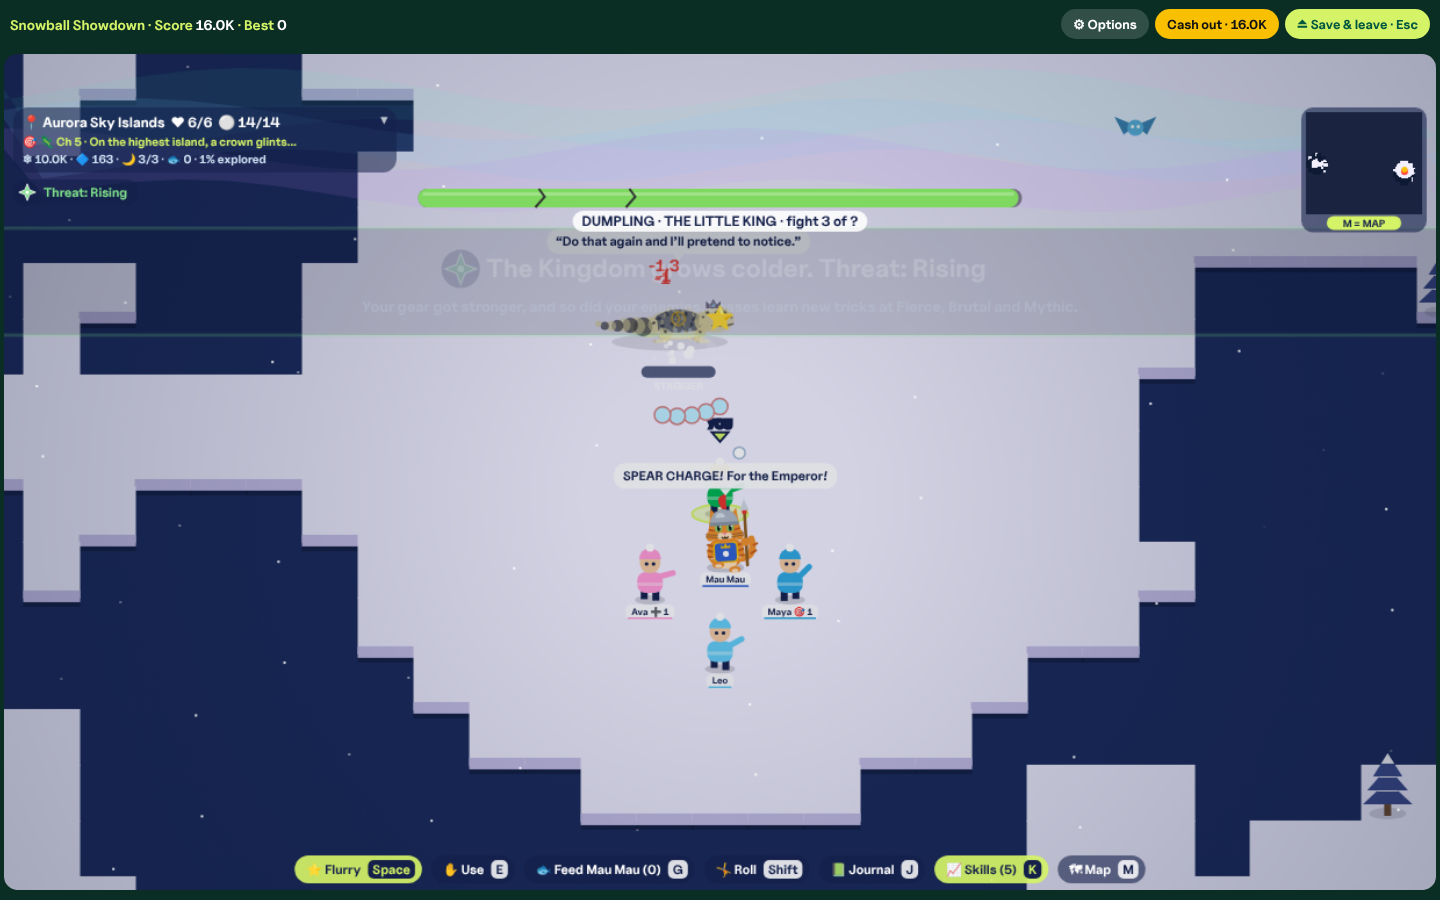 Snowball Showdown · Score 16.0K · Best 0
Options
Cash out · 16.0K
Save & leave · Esc
Aurora Sky Islands 6/6 14/14
Ch 5 · On the highest island, a crown glints...
10.0K · 163 · 3/3 · 0 · 1% explored
Threat: Rising
M = MAP
DUMPLING · THE LITTLE KING · fight 3 of ?
“Do that again and I'll pretend to notice.”
-1.3
-1
The Kingdom grows colder. Threat: Rising
Your gear got stronger, and so did your enemies. Bosses learn new tricks at Fierce, Brutal and Mythic.
SPEAR CHARGE! For the Emperor!
Mau Mau
Ava 1
Maya 1
Leo
Flurry Space
Use E
Feed Mau Mau (0) G
Roll Shift
Journal J
Skills (5) K
Map M